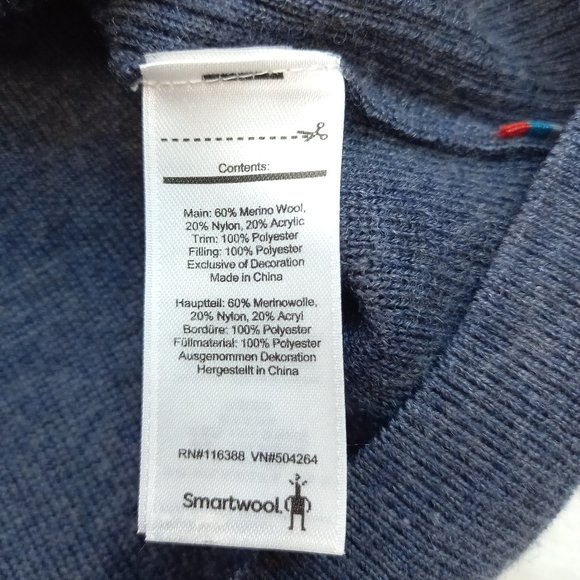 Contents:
Main: 60% Merino Wool,
20% Nylon, 20% Acrylic
Trim: 100% Polyester
Filling: 100% Polyester
Exclusive of Decoration
Made in China
Hauptteil: 60% Merinowolle,
20% Nylon, 20% Acryl
Bordüre: 100% Polyester
Füllmaterial: 100% Polyester
Ausgenommen Dekoration
Hergestellt in China
RN#116388 VN#504264
Smartwool.